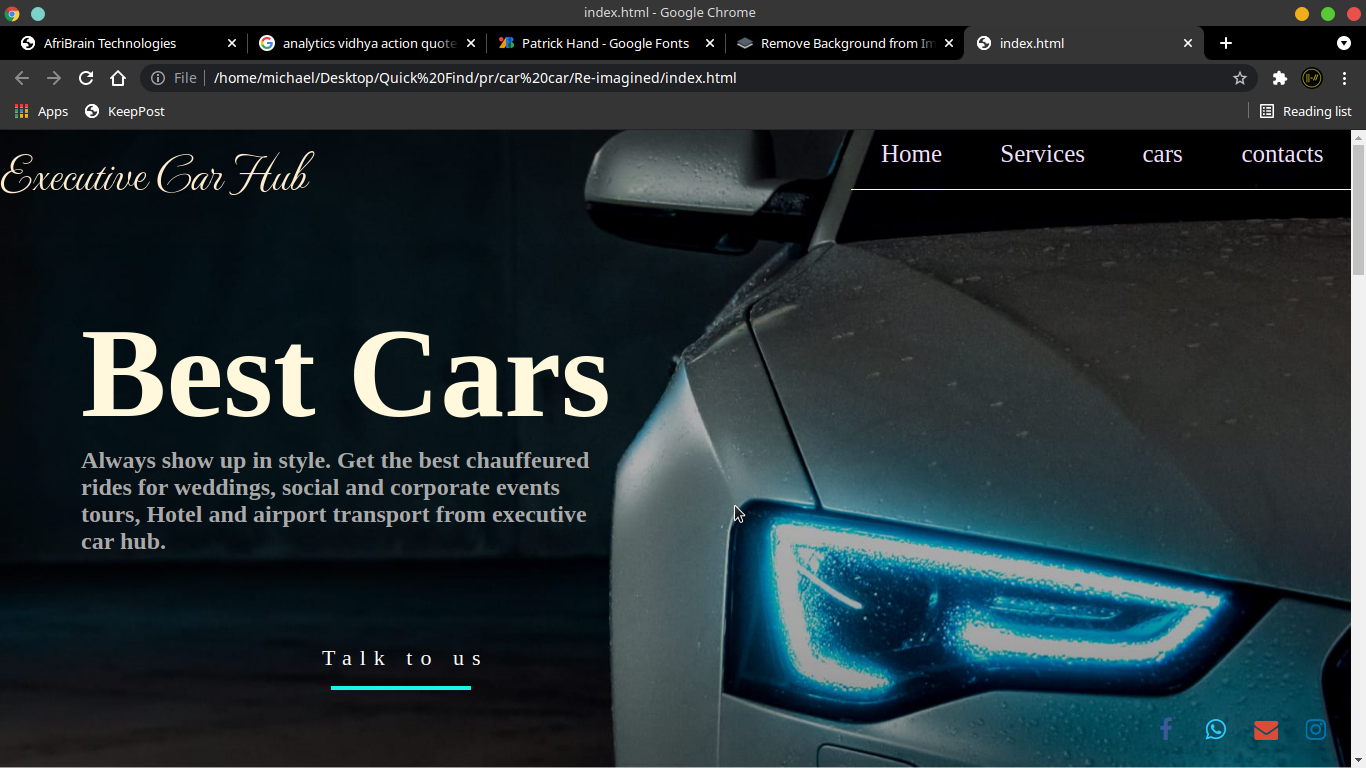 index.html - Google Chrome
AfriBrain Technologies
analytics vidhya action quote
Patrick Hand - Google Fonts
Remove Background from Im
index.html
File
/home/michael/Desktop/Quick%20Find/pr/car%20car/Re-imagined/index.html
Apps
KeepPost
Reading list
Executive Car Hub
Home Services cars contacts
Best Cars
Always show up in style. Get the best chauffeured
rides for weddings, social and corporate events
tours, Hotel and airport transport from executive
car hub.
Talk to us